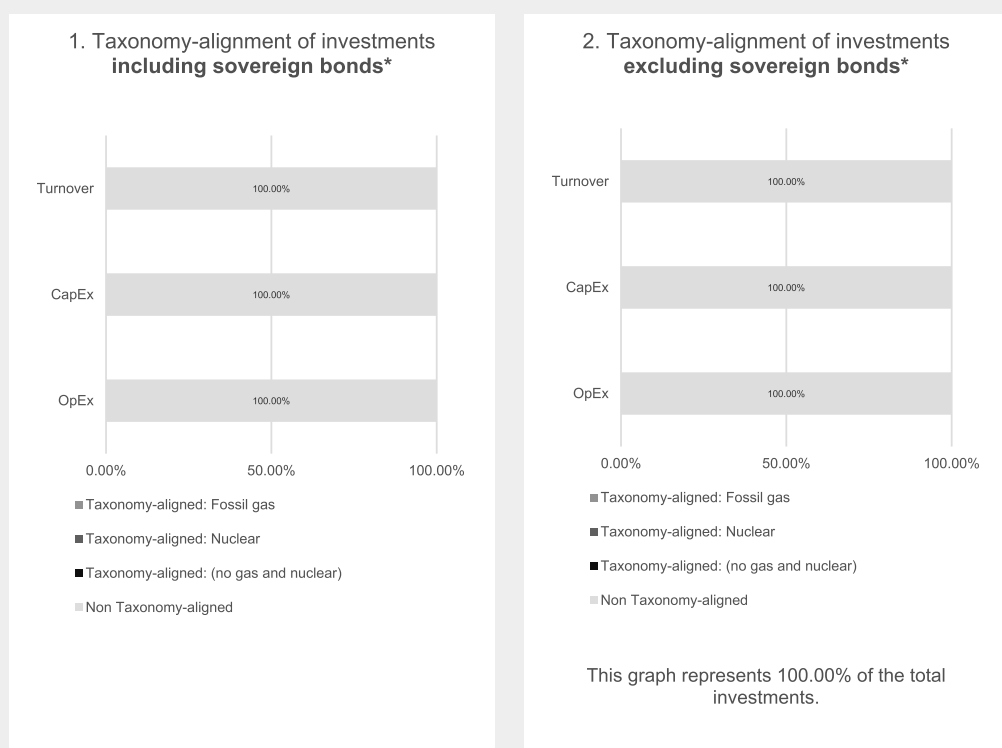 1. Taxonomy-alignment of investments
including sovereign bonds*
Turnover
100.00%
CapEx
100.00%
OpEx
100.00%
0.00%
50.00%
100.00%
Taxonomy-aligned: Fossil gas
Taxonomy-aligned: Nuclear
Taxonomy-aligned: (no gas and nuclear)
Non Taxonomy-aligned
2. Taxonomy-alignment of investments
excluding sovereign bonds*
Turnover
100.00%
CapEx
100.00%
OpEx
100.00%
0.00%
50.00%
100.00%
Taxonomy-aligned: Fossil gas
Taxonomy-aligned: Nuclear
Taxonomy-aligned: (no gas and nuclear)
Non Taxonomy-aligned
This graph represents 100.00% of the total
investments.